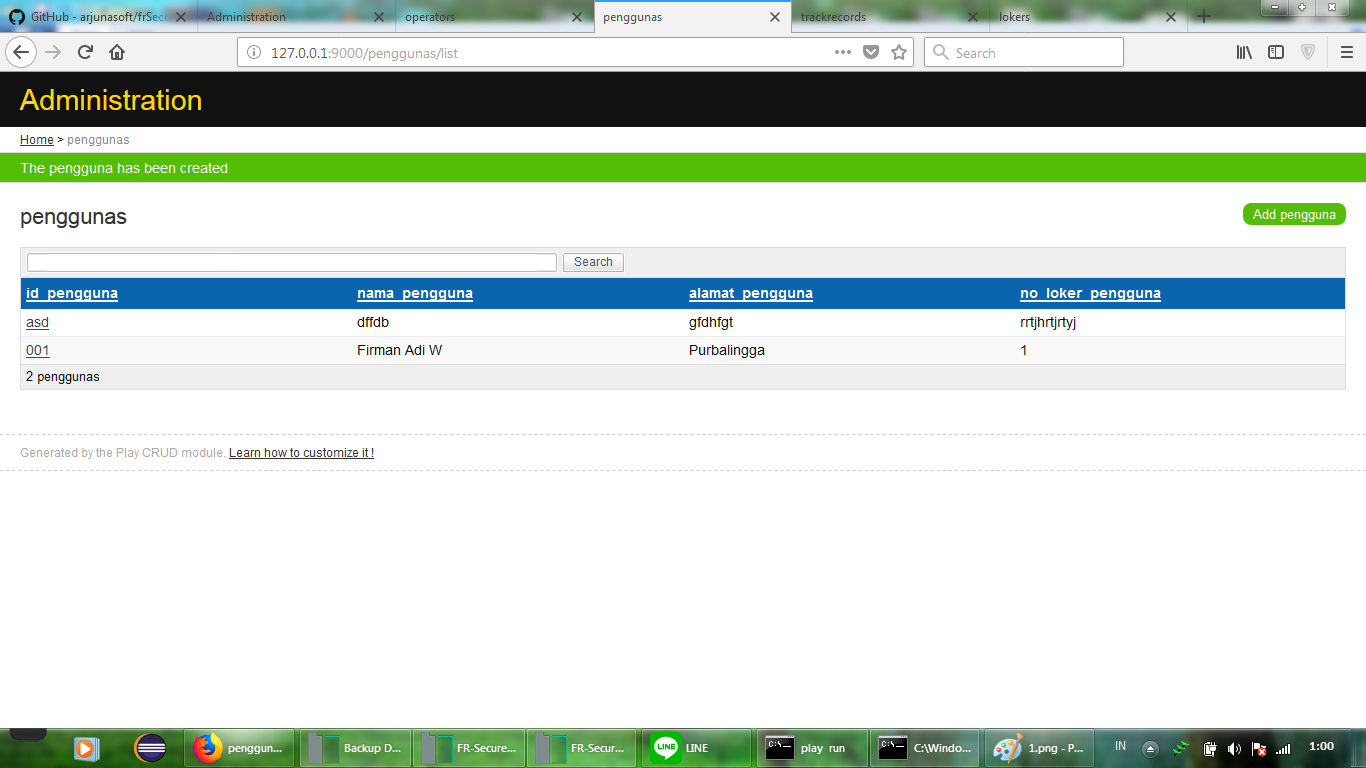 GitHub - arjunasoft/frSec
Administration
operators
penggunas
trackrecords
lokers
127.0.0.1:9000/penggunas/list
Search
Administration
Home > penggunas
The pengguna has been created
penggunas
Add pengguna
Search
id_pengguna nama_pengguna alamat_pengguna no_loker_pengguna
asd dffdb gfdhfgt rrtjhrtjrtyj
001 Firman Adi W Purbalingga 1
2 penggunas
Generated by the Play CRUD module. Learn how to customize it !
penggun...
Backup D...
FR-Secure...
FR-Secur...
LINE
LINE
C:\_
play run
C:\_
C:\Windo...
1.png - P...
IN
1:00